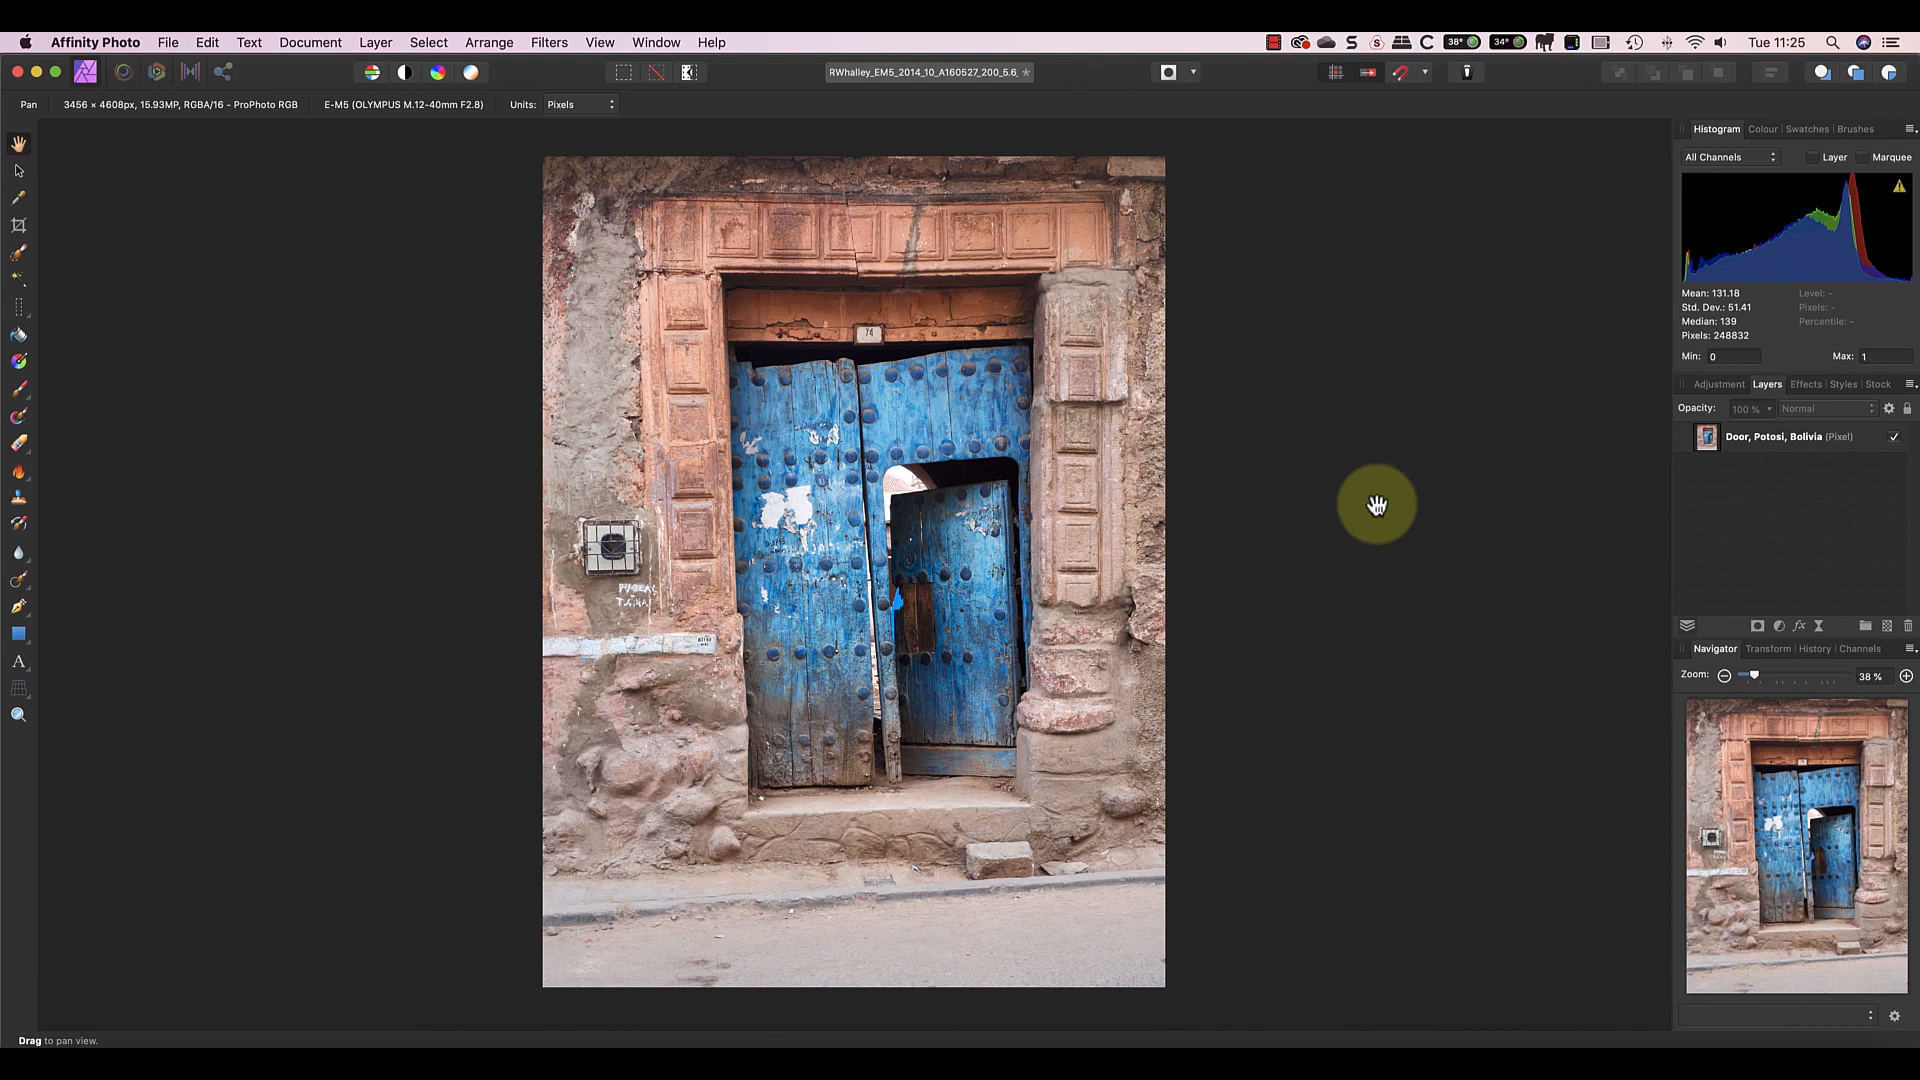 Affinity Photo File Edit Text Document Layer Select Arrange Filters View Window Help 38° 34° Tue 11:25
RWhalley_EM5_2014_10_A160527_200_5.6_ *
Pan 3456 × 4608px, 15.93MP, RGBA/16 - ProPhoto RGB E-M5 (OLYMPUS M.12-40mm F2.8) Units: Pixels
Histogram Colour Swatches Brushes
All Channels Layer Marquee
Mean: 131.18 Level: -
Std. Dev.: 51.41 Pixels: -
Median: 139 Percentile: -
Pixels: 248832
Min: 0 Max: 1
Adjustment Layers Effects Styles Stock
Opacity: 100 % Normal
Door, Potosi, Bolivia (Pixel)
Navigator Transform History Channels
Zoom: 38 %
74
Drag to pan view.